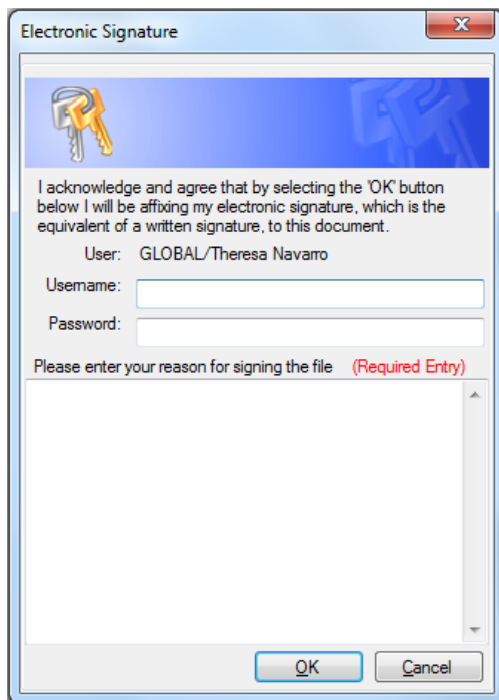 Electronic Signature
I acknowledge and agree that by selecting the 'OK' button
below I will be affixing my electronic signature, which is the
equivalent of a written signature, to this document.
User: GLOBAL/Theresa Navarro
Username:
Password:
Please enter your reason for signing the file (Required Entry)
OK Cancel